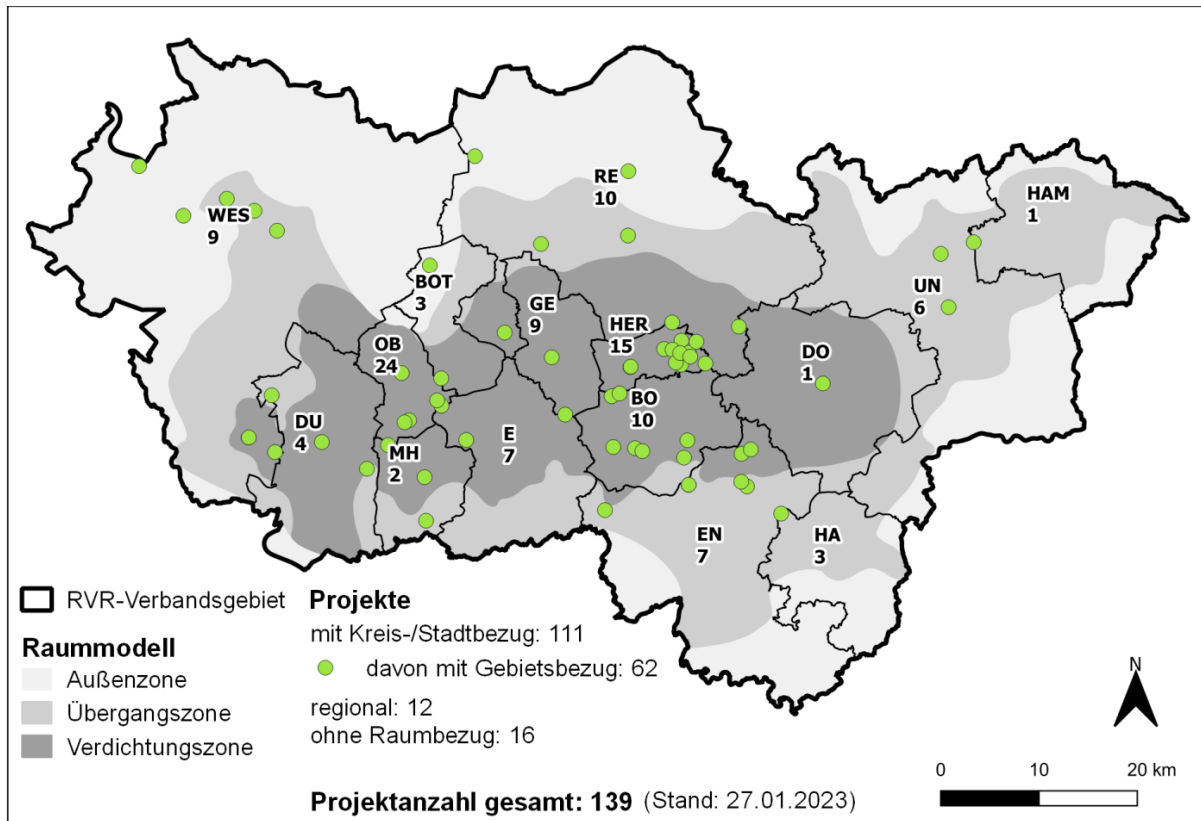 RE
10
HAM
1
WES
9
BOT
3
GE
9
UN
6
HER
15
OB
24
DO
1
BO
10
DU
4
E
7
MH
2
EN
7
HA
3
RVR-Verbandsgebiet
Raummodell
Außenzone
Übergangszone
Verdichtungszone
Projekte
mit Kreis-/Stadtbezug: 111
davon mit Gebietsbezug: 62
regional: 12
ohne Raumbezug: 16
Projektanzahl gesamt: 139 (Stand: 27.01.2023)
N
0 10 20 km